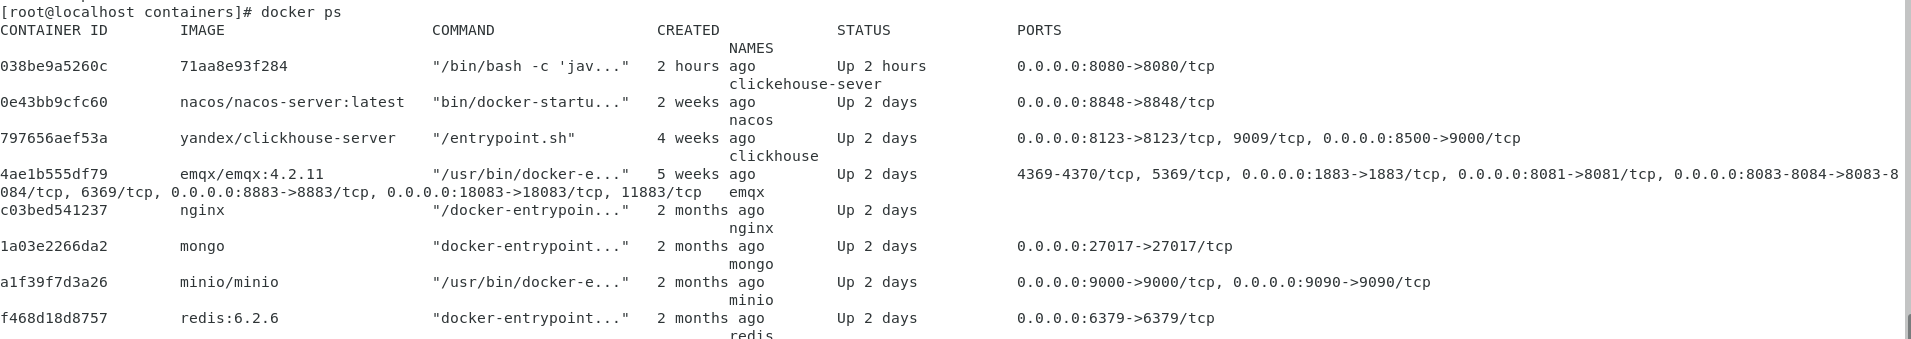 [root@localhost containers]# docker ps
CONTAINER ID        IMAGE                       COMMAND                  CREATED             STATUS              PORTS
                                                                                 NAMES
038be9a5260c        71aa8e93f284                "/bin/bash -c 'jav..."   2 hours ago         Up 2 hours          0.0.0.0:8080->8080/tcp
                                                                                 clickehouse-sever
0e43bb9cfc60        nacos/nacos-server:latest   "bin/docker-startu..."   2 weeks ago         Up 2 days           0.0.0.0:8848->8848/tcp
                                                                                 nacos
797656aef53a        yandex/clickhouse-server    "/entrypoint.sh"         4 weeks ago         Up 2 days           0.0.0.0:8123->8123/tcp, 9009/tcp, 0.0.0.0:8500->9000/tcp
                                                                                 clickhouse
4ae1b555df79        emqx/emqx:4.2.11            "/usr/bin/docker-e..."   5 weeks ago         Up 2 days           4369-4370/tcp, 5369/tcp, 0.0.0.0:1883->1883/tcp, 0.0.0.0:8081->8081/tcp, 0.0.0.0:8083-8084->8083-8
084/tcp, 6369/tcp, 0.0.0.0:8883->8883/tcp, 0.0.0.0:18083->18083/tcp, 11883/tcp   emqx
c03bed541237        nginx                       "/docker-entrypoin..."   2 months ago        Up 2 days
                                                                                 nginx
1a03e2266da2        mongo                       "docker-entrypoint..."   2 months ago        Up 2 days           0.0.0.0:27017->27017/tcp
                                                                                 mongo
a1f39f7d3a26        minio/minio                 "/usr/bin/docker-e..."   2 months ago        Up 2 days           0.0.0.0:9000->9000/tcp, 0.0.0.0:9090->9090/tcp
                                                                                 minio
f468d18d8757        redis:6.2.6                 "docker-entrypoint..."   2 months ago        Up 2 days           0.0.0.0:6379->6379/tcp
                                                                                 redis